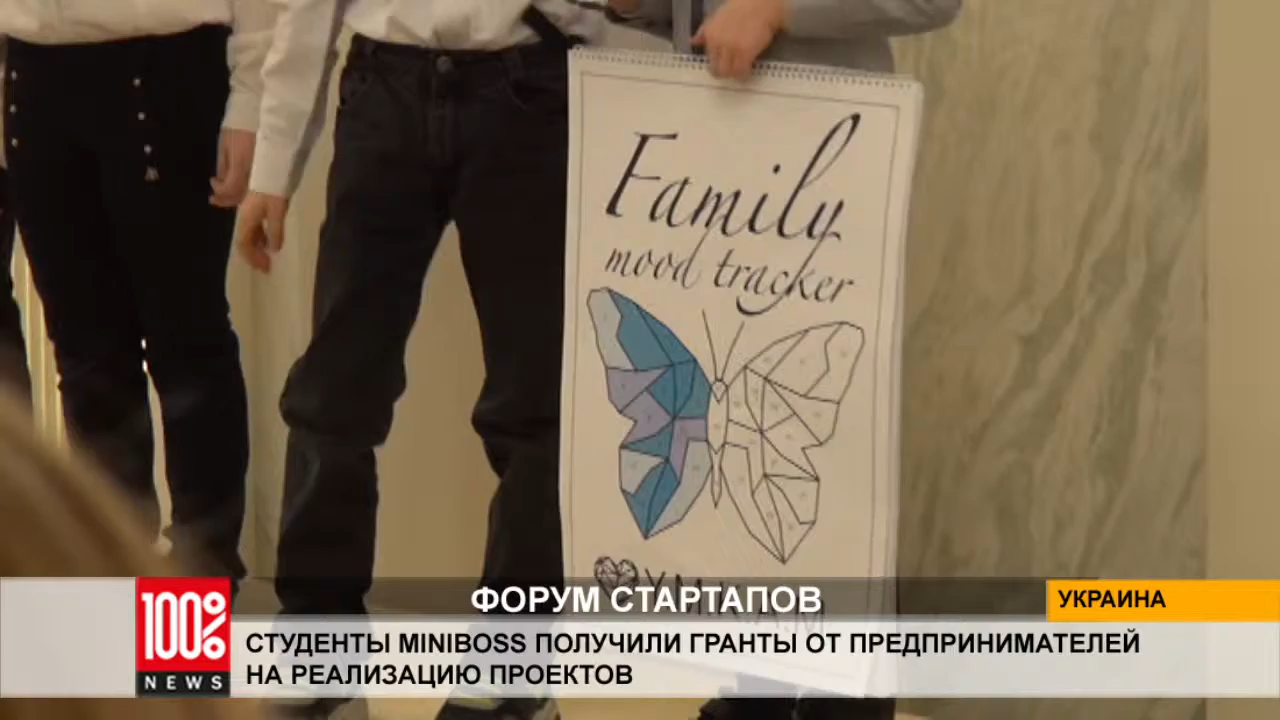 Family
mood tracker
ФОРУМ СТАРТАПОВ
УКРАИНА
100%
NEWS
СТУДЕНТЫ MINIBOSS ПОЛУЧИЛИ ГРАНТЫ ОТ ПРЕДПРИНИМАТЕЛЕЙ
НА РЕАЛИЗАЦИЮ ПРОЕКТОВ